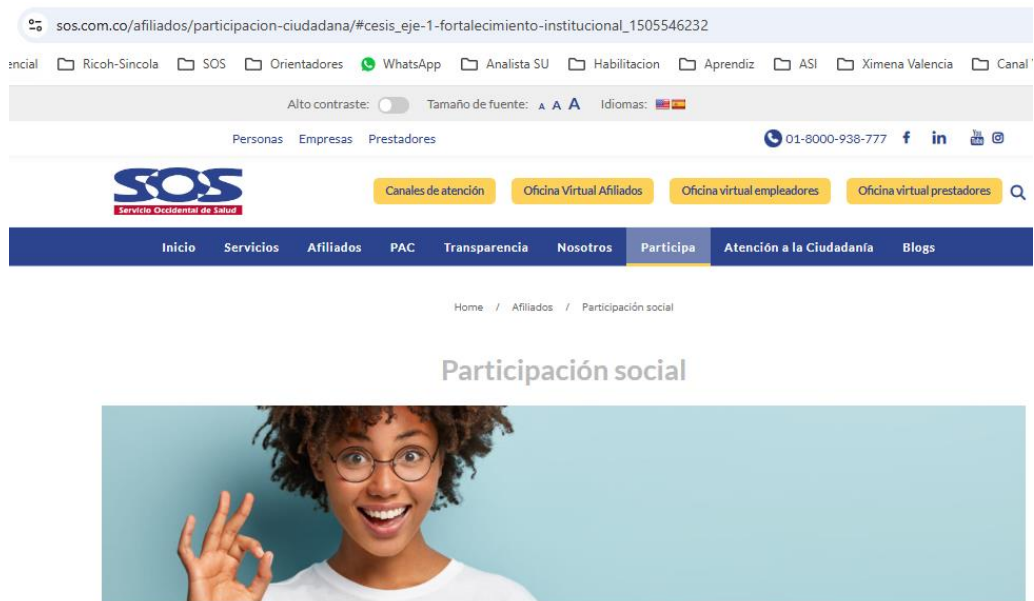 sos.com.co/afiliados/participacion-ciudadana/#cesis_eje-1-fortalecimiento-institucional_1505546232
encial Ricoh-Sincola SOS Orientadores WhatsApp Analista SU Habilitacion Aprendiz ASI Ximena Valencia Canal
Alto contraste: Tamaño de fuente: A A A Idiomas:
Personas Empresas Prestadores 01-8000-938-777 f in You Tube
SOS
Servicio Occidental de Salud
Canales de atención Oficina Virtual Afiliados Oficina virtual empleadores Oficina virtual prestadores
Inicio Servicios Afiliados PAC Transparencia Nosotros Participa Atención a la Ciudadanía Blogs
Home / Afiliados / Participación social
Participación social